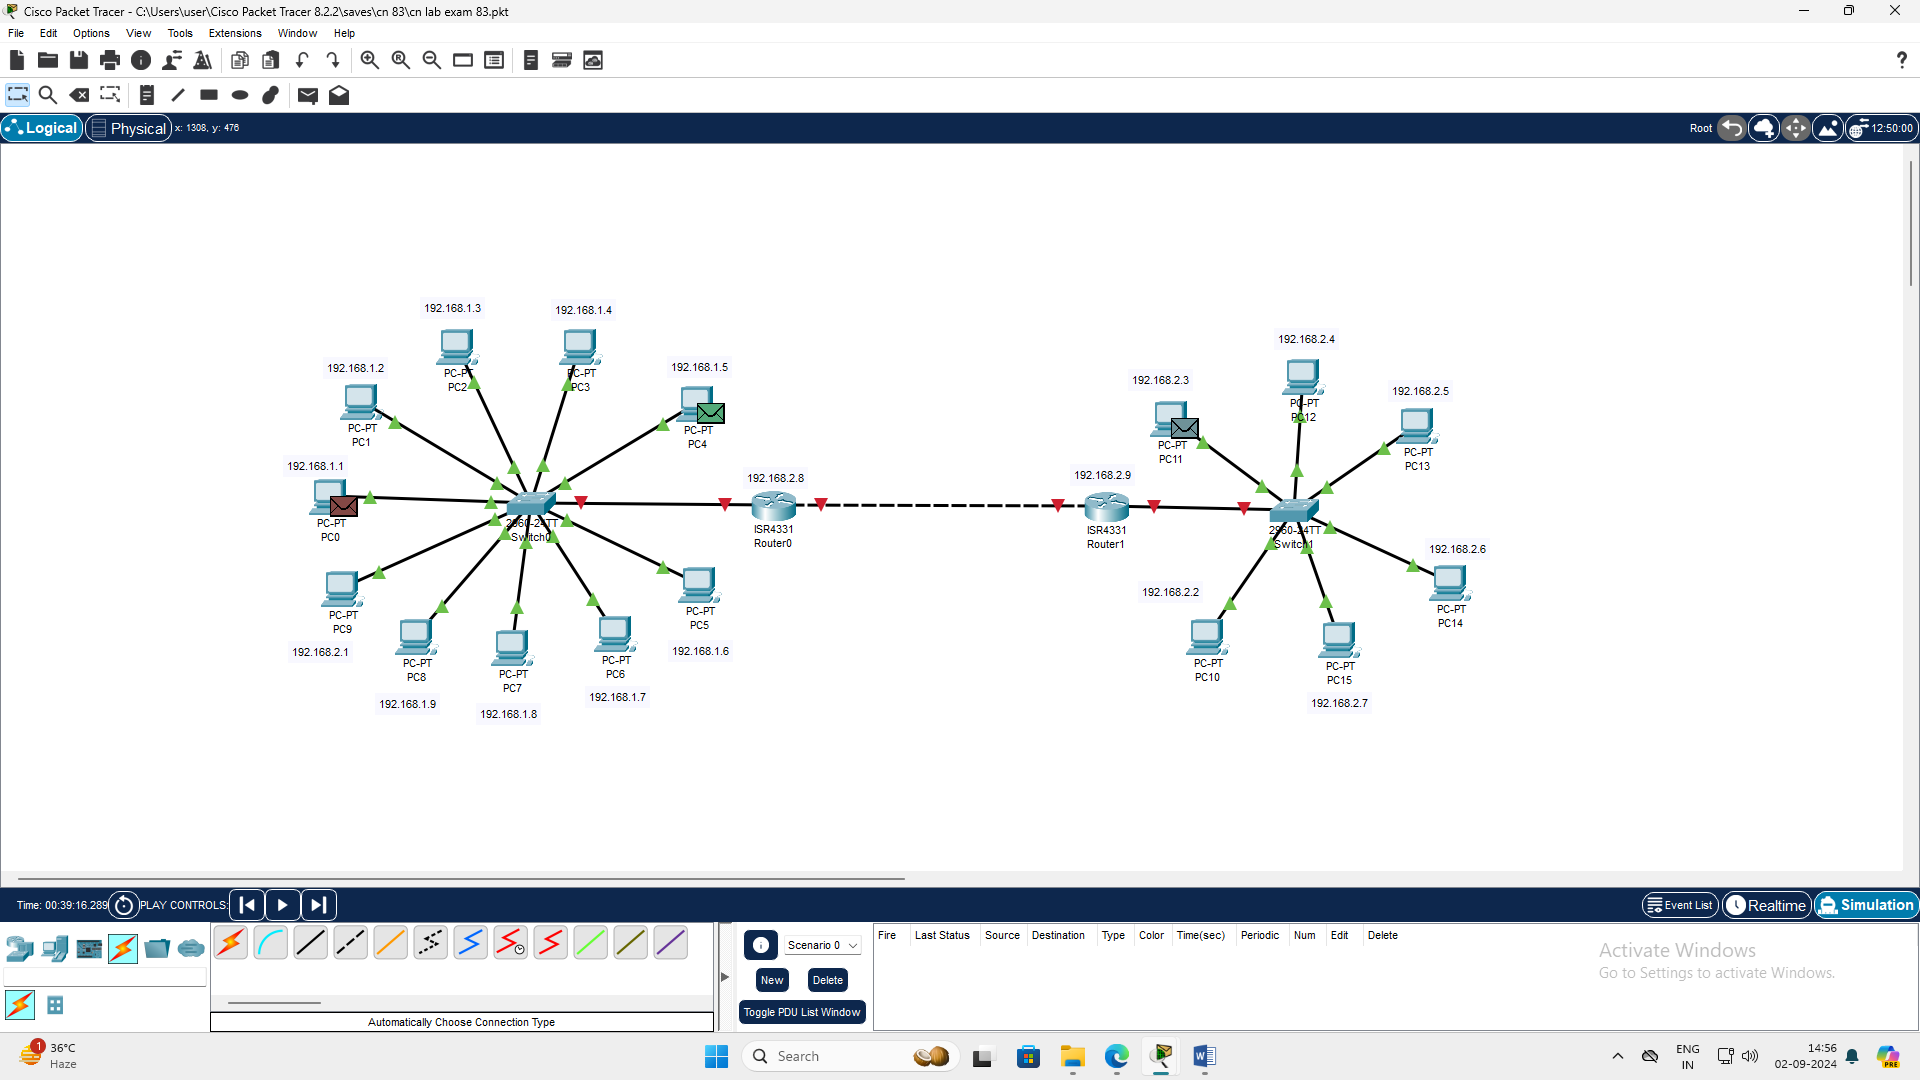 Cisco Packet Tracer - C:\Users\user\Cisco Packet Tracer 8.2.2\saves\cn 83\cn lab exam 83.pkt
File Edit Options View Tools Extensions Window Help
Logical Physical x: 1308, y: 476 Root 12:50:00
192.168.1.3
192.168.1.4
192.168.2.4
192.168.1.2
192.168.1.5
PC-PT
PC2
PC-PT
PC3
192.168.2.3
192.168.2.5
PC-PT
PC12
PC-PT
PC1
PC-PT
PC4
PC-PT
PC11
PC-PT
PC13
192.168.1.1
192.168.2.8
192.168.2.9
PC-PT
PC0
2960-24TT
Switch0
ISR4331
Router0
ISR4331
Router1
2960-24TT
Switch1
192.168.2.6
192.168.2.2
PC-PT
PC9
PC-PT
PC5
PC-PT
PC14
192.168.2.1
PC-PT
PC8
PC-PT
PC7
PC-PT
PC6
192.168.1.6
PC-PT
PC10
PC-PT
PC15
192.168.1.9
192.168.1.8
192.168.1.7
192.168.2.7
Time: 00:39:16.289 PLAY CONTROLS: Event List Realtime Simulation
Scenario 0
New Delete
Toggle PDU List Window
Fire Last Status Source Destination Type Color Time(sec) Periodic Num Edit Delete
Activate Windows
Go to Settings to activate Windows.
Automatically Choose Connection Type
1
36°C
Haze
Search
ENG
IN
14:56
02-09-2024
PRE